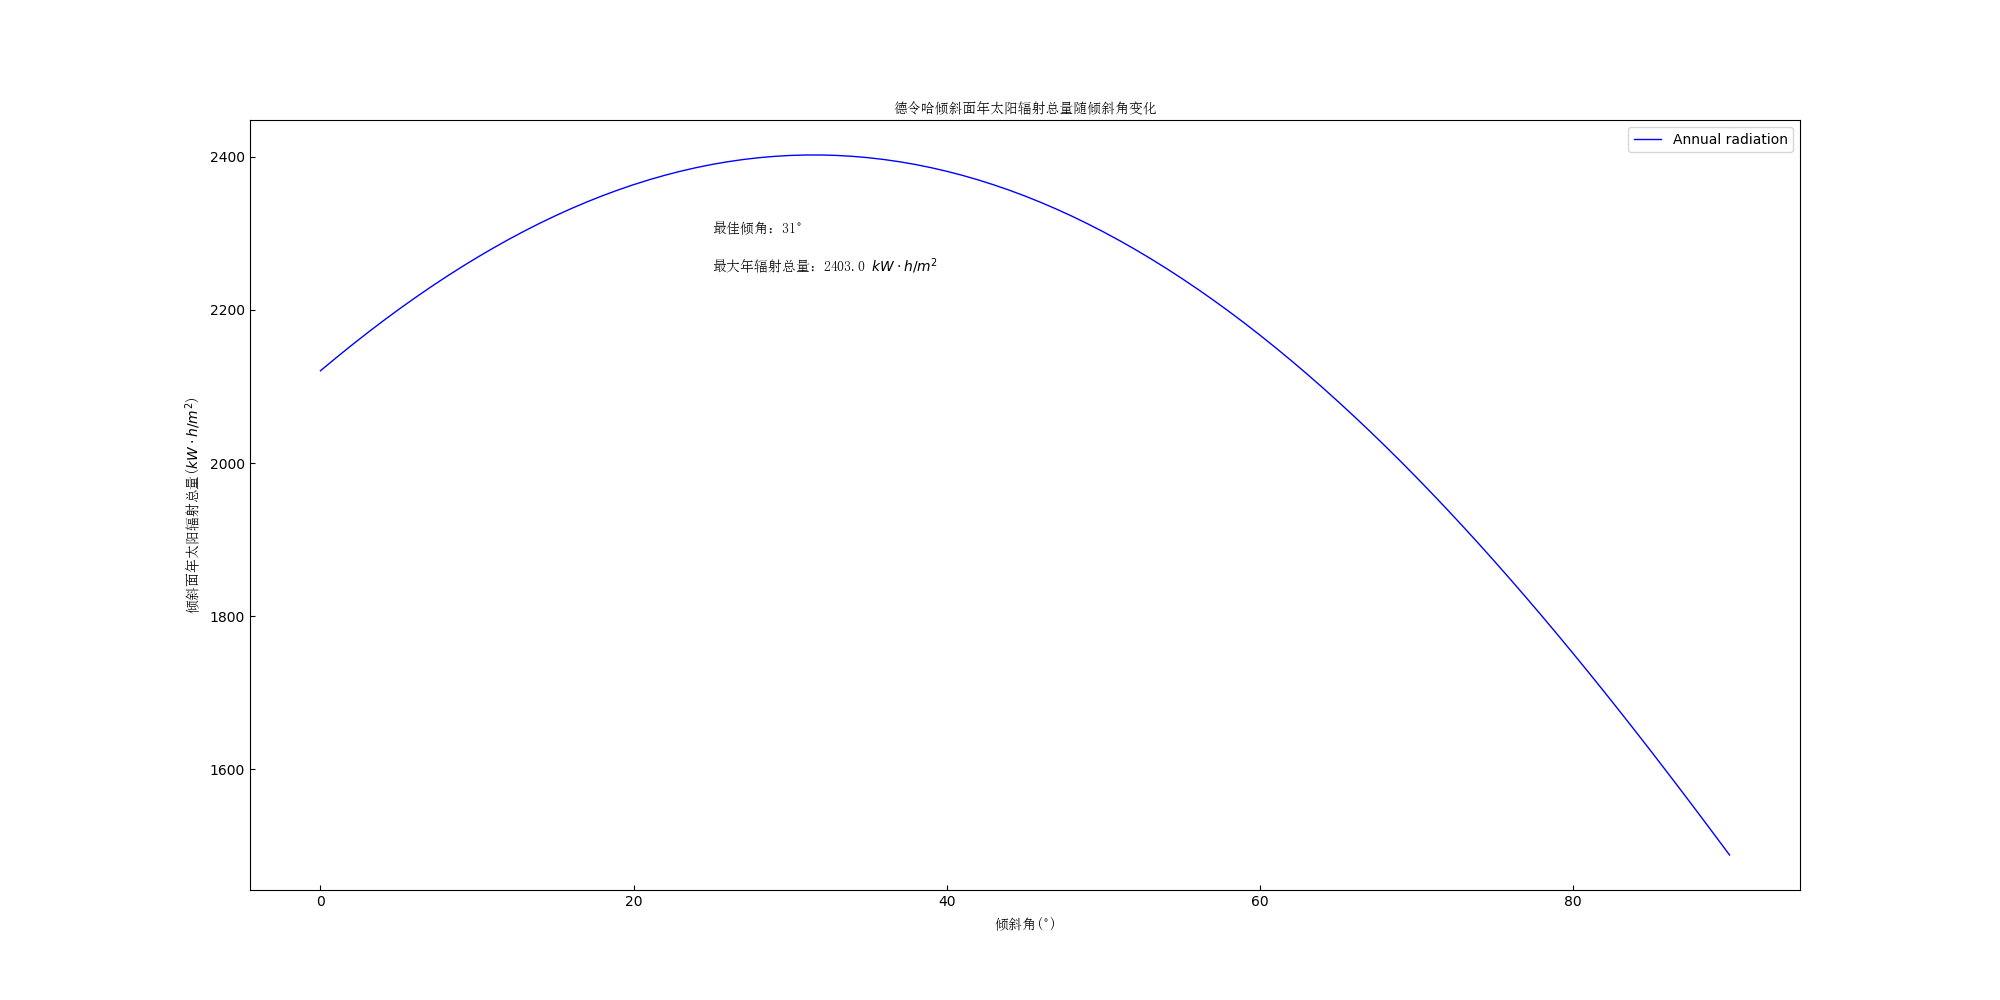 德令哈倾斜面年太阳辐射总量随倾斜角变化
Annual radiation
2400
2200
2000
1800
1600
倾斜面年太阳辐射总量(kW·h/m²)
最佳倾角：31°
最大年辐射总量：2403.0 kW·h/m²
0
20
40
60
80
倾斜角(°)